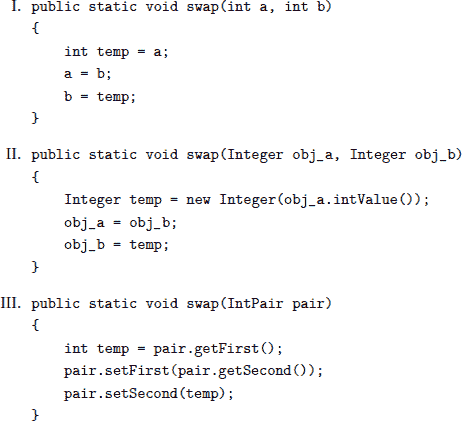 I. public static void swap(int a, int b)
{
int temp = a;
a = b;
b = temp;
}
II. public static void swap(Integer obj_a, Integer obj_b)
{
Integer temp = new Integer(obj_a.intValue());
obj_a = obj_b;
obj_b = temp;
}
III. public static void swap(IntPair pair)
{
int temp = pair.getFirst();
pair.setFirst(pair.getSecond());
pair.setSecond(temp);
}